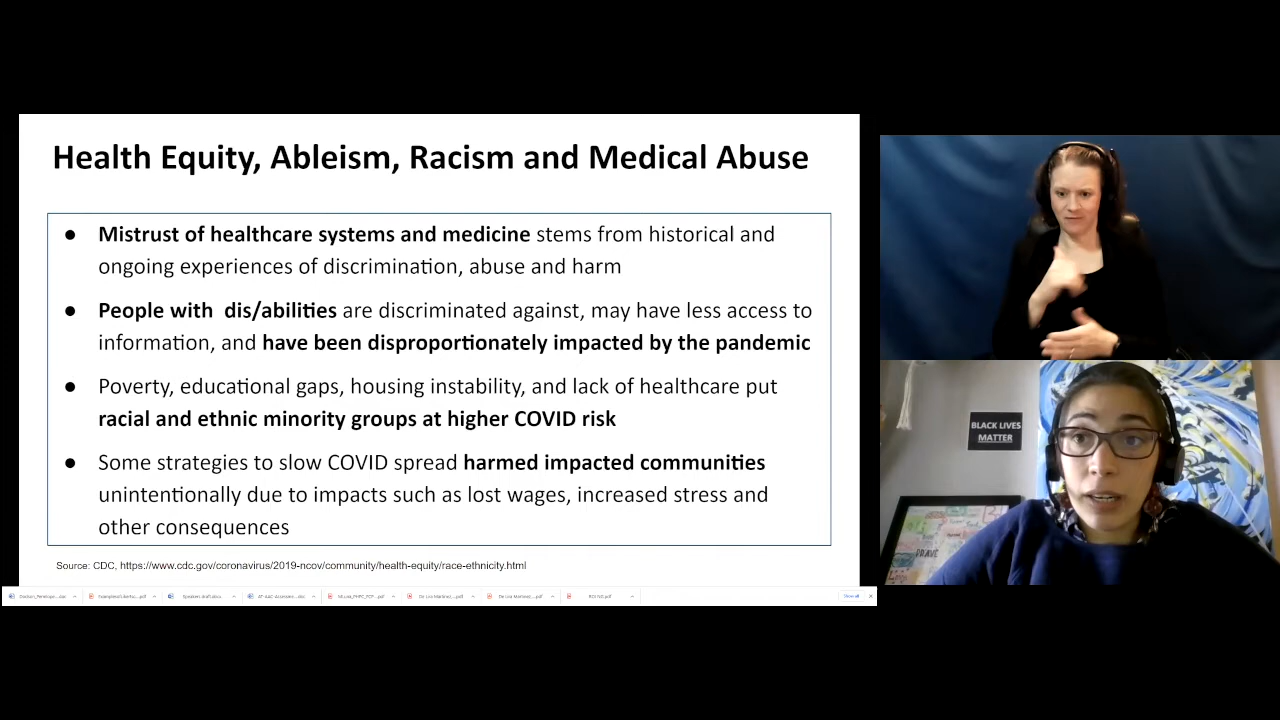 Health Equity, Ableism, Racism and Medical Abuse
● Mistrust of healthcare systems and medicine stems from historical and
ongoing experiences of discrimination, abuse and harm
● People with dis/abilities are discriminated against, may have less access to
information, and have been disproportionately impacted by the pandemic
● Poverty, educational gaps, housing instability, and lack of healthcare put
racial and ethnic minority groups at higher COVID risk
● Some strategies to slow COVID spread harmed impacted communities
unintentionally due to impacts such as lost wages, increased stress and
other consequences
Source: CDC, https://www.cdc.gov/coronavirus/2019-ncov/community/health-equity/race-ethnicity.html
Show all
BLACK LIVES
MATTER
BRAVE